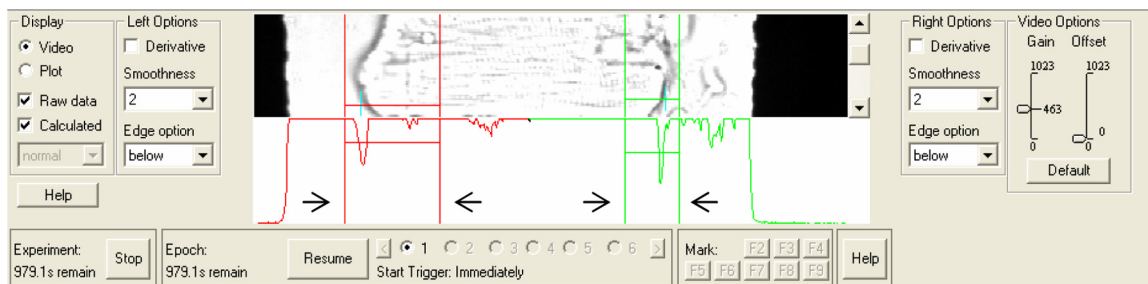 Display
Video
Plot
Raw data
Calculated
normal
Help
Left Options
Derivative
Smoothness
2
Edge option
below
Right Options
Derivative
Smoothness
2
Edge option
below
Video Options
Gain Offset
1023 1023
463
0
0 0
Default
Experiment:
979.1s remain
Stop
Epoch:
979.1s remain
Resume
< 1 2 3 4 5 6 >
Start Trigger: Immediately
Mark: F2 F3 F4
F5 F6 F7 F8 F9
Help